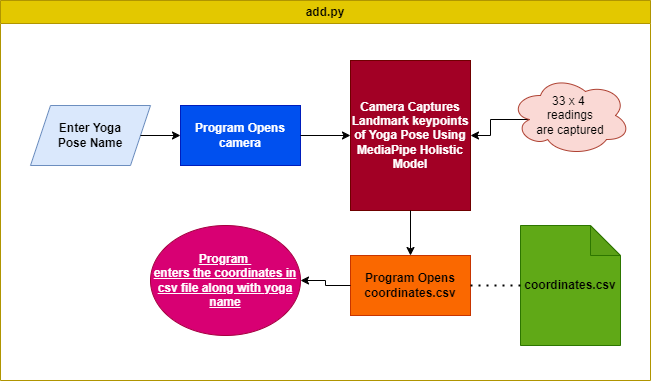 add.py
Enter Yoga
Pose Name
Program Opens
camera
Camera Captures
Landmark keypoints
of Yoga Pose Using
MediaPipe Holistic
Model
33 x 4
readings
are captured
Program
enters the coordinates in
csv file along with yoga
name
Program Opens
coordinates.csv
coordinates.csv